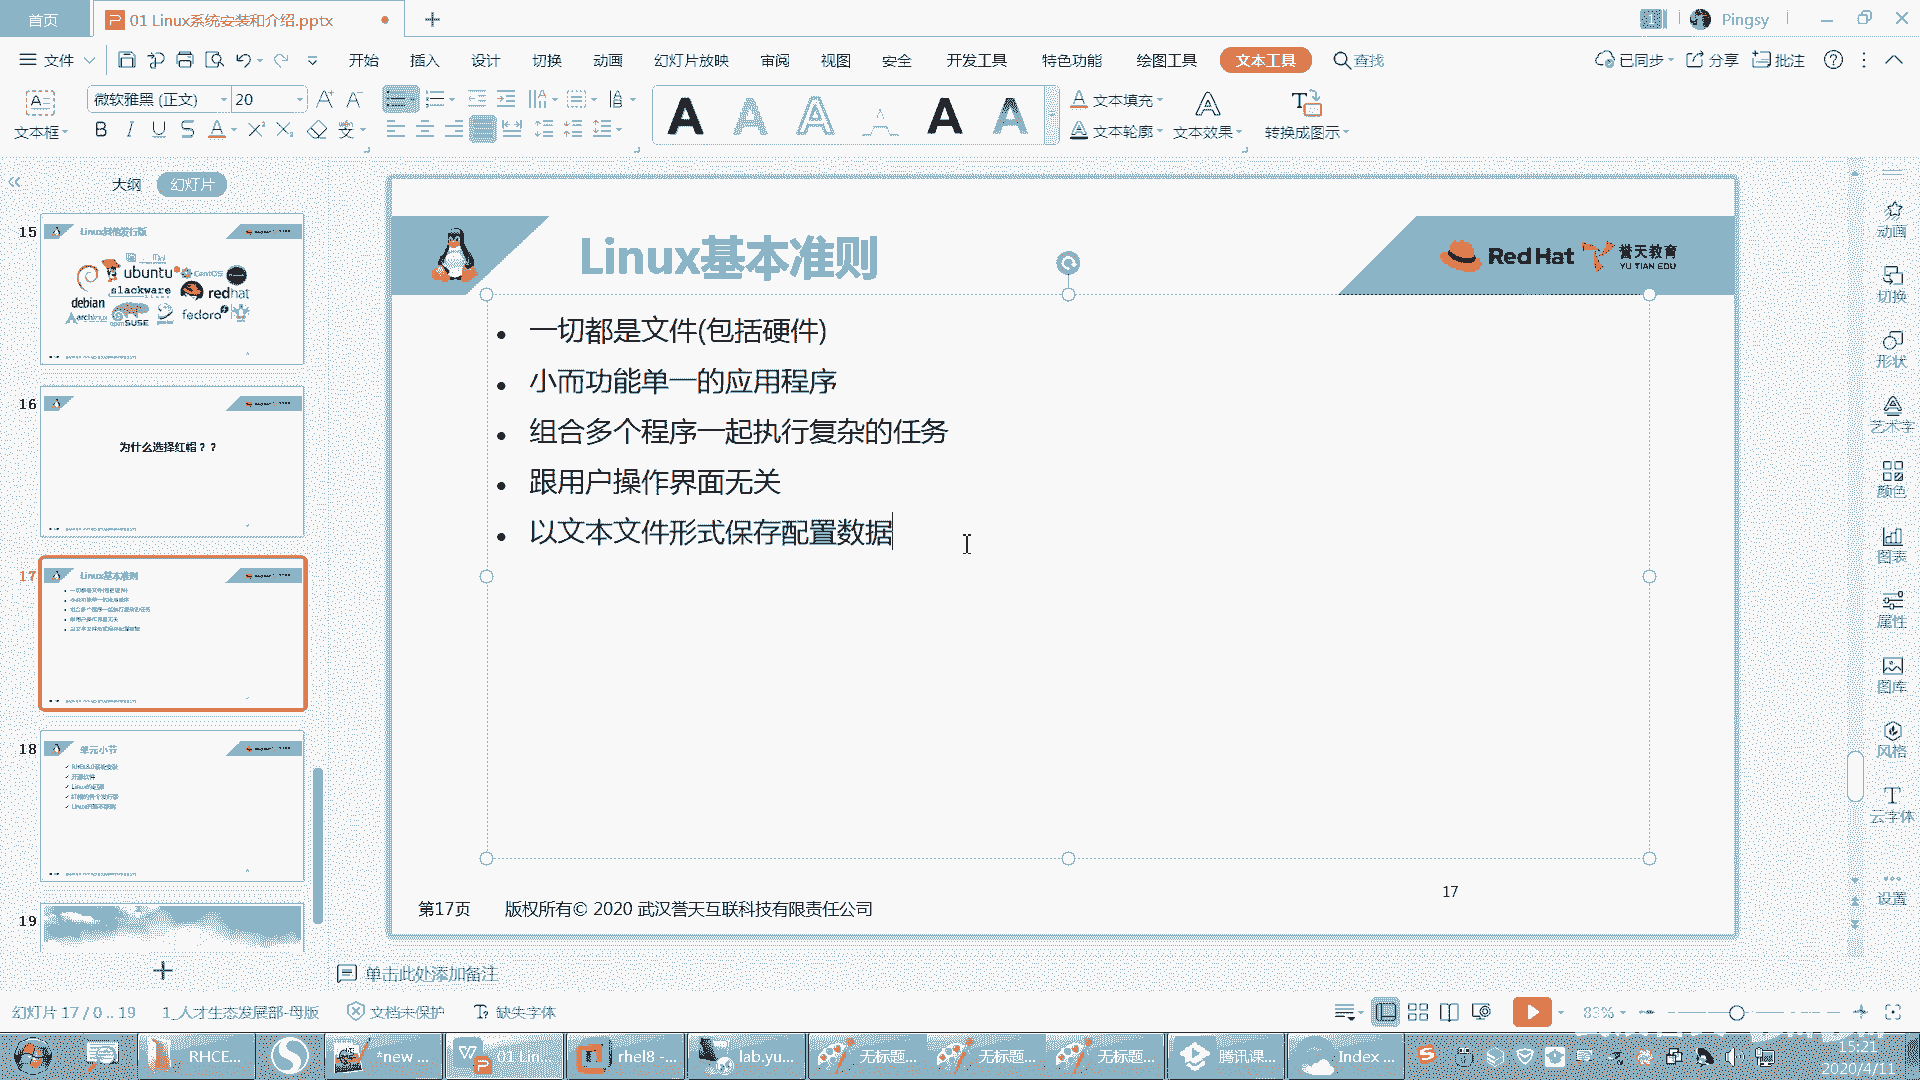 首页
01 Linux系统安装和介绍.pptx
Pingsy
文件
开始 插入 设计 切换 动画 幻灯片放映 审阅 视图 安全 开发工具 特色功能 绘图工具 文本工具 查找
已同步 分享 批注
微软雅黑 (正文) 20
文本框
文本填充
文本轮廓
文本效果
转换成图示
大纲 幻灯片
15
Linux其他发行版
ubuntu
CentOS
slackware
debian
redhat
archlinux
openSUSE
fedora
16
为什么选择红帽？？
17
Linux基本准则
18
单元小节
19
Linux基本准则
Red Hat
誉天教育
YU TIAN EDU
一切都是文件(包括硬件)
小而功能单一的应用程序
组合多个程序一起执行复杂的任务
跟用户操作界面无关
以文本文件形式保存配置数据
17
第17页 版权所有© 2020 武汉誉天互联科技有限责任公司
动画
切换
形状
艺术字
颜色
图表
属性
图库
风格
云字体
设置
单击此处添加备注
幻灯片 17 / 0 .. 19
1_人才生态发展部-母版
文档未保护
缺失字体
83%
RHCE...
*new ...
01 Lin...
rhel8 -...
lab.yu...
无标题...
无标题...
无标题...
腾讯课...
Index ...
15:21
2020/4/11